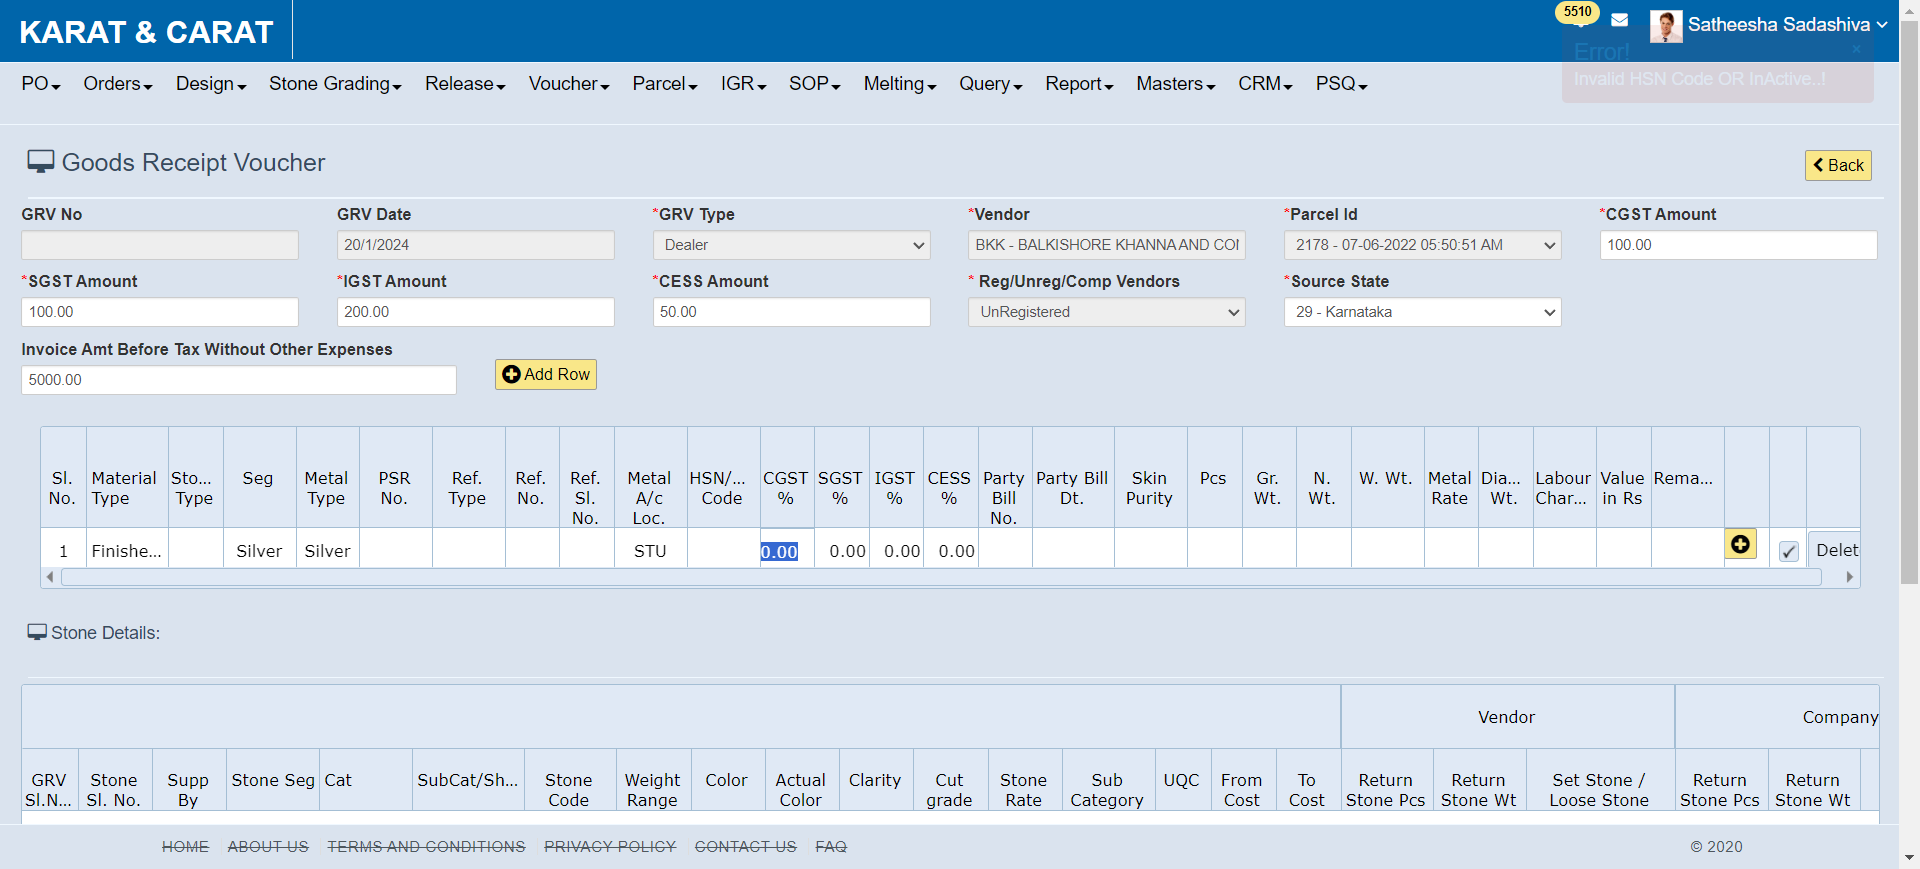 KARAT & CARAT
5510
Satheesha Sadashiva
Error!
×
Invalid HSN Code OR InActive..!
PO Orders Design Stone Grading Release Voucher Parcel IGR SOP Melting Query Report Masters CRM PSQ
Goods Receipt Voucher
Back
GRV No GRV Date *GRV Type *Vendor *Parcel Id *CGST Amount
20/1/2024 Dealer BKK - BALKISHORE KHANNA AND CO 2178 - 07-06-2022 05:50:51 AM 100.00
*SGST Amount *IGST Amount *CESS Amount * Reg/Unreg/Comp Vendors *Source State
100.00 200.00 50.00 UnRegistered 29 - Karnataka
Invoice Amt Before Tax Without Other Expenses
5000.00
Add Row
Sl. No. Material Type Sto... Type Seg Metal Type PSR No. Ref. Type Ref. No. Ref. Sl. No. Metal A/c Loc. HSN/... Code CGST % SGST % IGST % CESS % Party Bill No. Party Bill Dt. Skin Purity Pcs Gr. Wt. N. Wt. W. Wt. Metal Rate Dia... Wt. Labour Char... Value in Rs Rema...
1 Finishe... Silver Silver STU 0.00 0.00 0.00 0.00 Delet
Stone Details:
Vendor Company
GRV Sl.N... Stone Sl. No. Supp By Stone Seg Cat SubCat/Sh... Stone Code Weight Range Color Actual Color Clarity Cut grade Stone Rate Sub Category UQC From Cost To Cost Return Stone Pcs Return Stone Wt Set Stone / Loose Stone Return Stone Pcs Return Stone Wt
HOME ABOUT US TERMS AND CONDITIONS PRIVACY POLICY CONTACT US FAQ © 2020